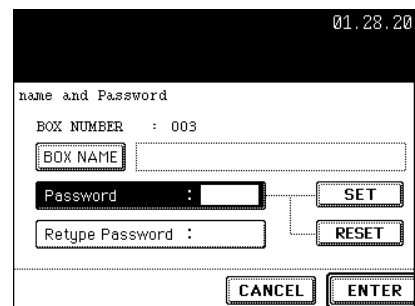 01.28.20
name and Password
BOX NUMBER : 003
BOX NAME
Password : SET
Retype Password : RESET
CANCEL ENTER